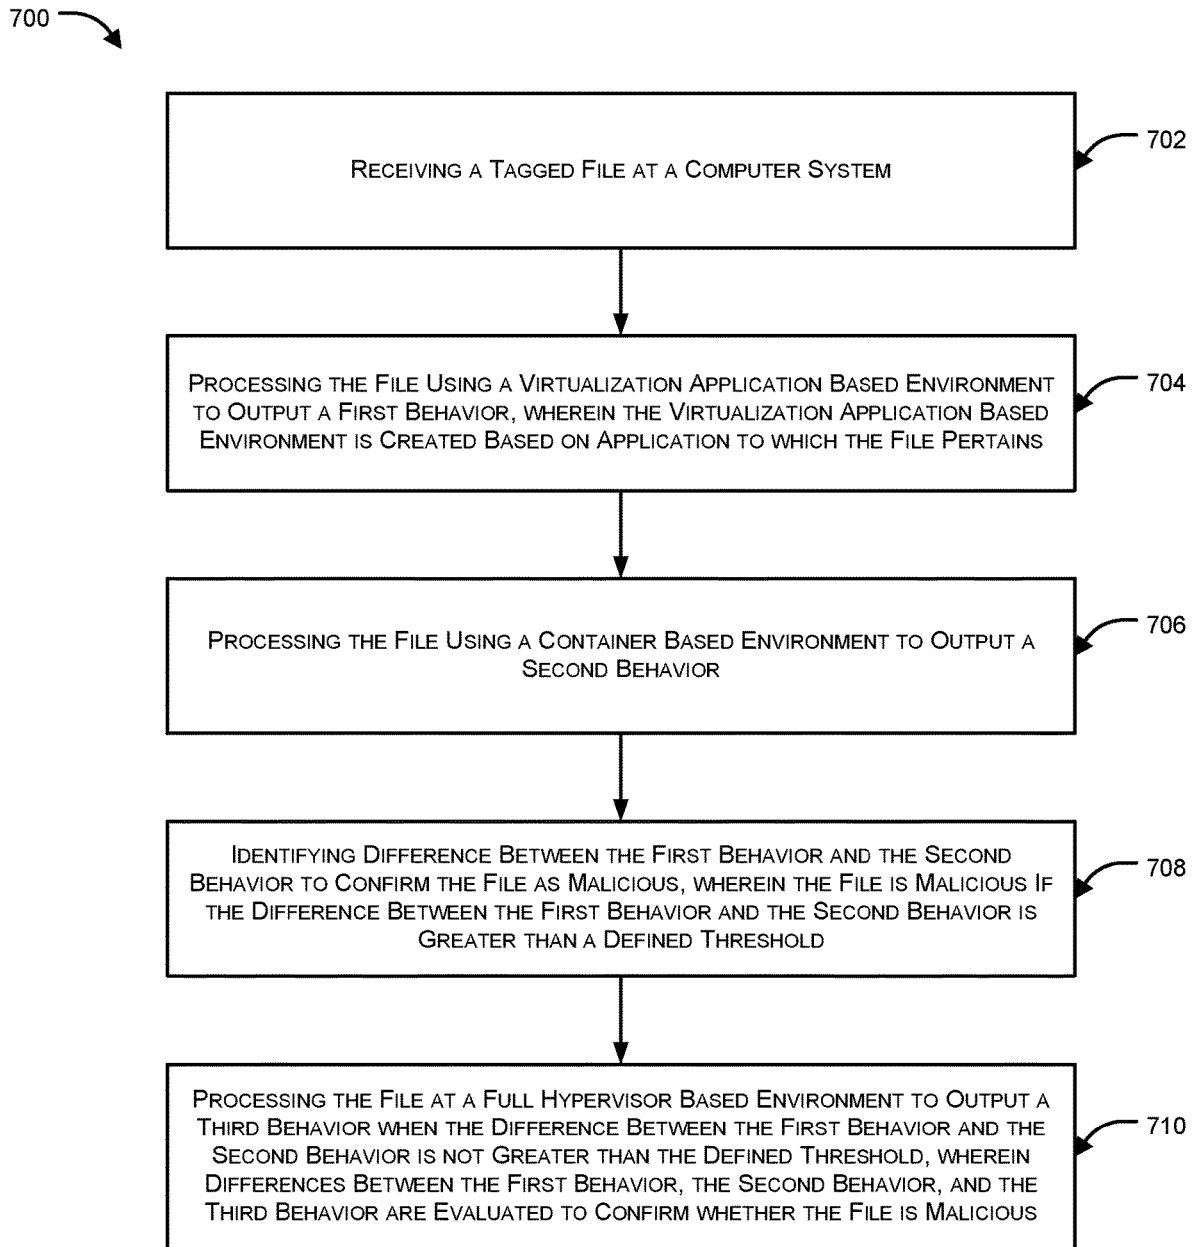 700
RECEIVING A TAGGED FILE AT A COMPUTER SYSTEM
702
PROCESSING THE FILE USING A VIRTUALIZATION APPLICATION BASED ENVIRONMENT
TO OUTPUT A FIRST BEHAVIOR, WHEREIN THE VIRTUALIZATION APPLICATION BASED
ENVIRONMENT IS CREATED BASED ON APPLICATION TO WHICH THE FILE PERTAINS
704
PROCESSING THE FILE USING A CONTAINER BASED ENVIRONMENT TO OUTPUT A
SECOND BEHAVIOR
706
IDENTIFYING DIFFERENCE BETWEEN THE FIRST BEHAVIOR AND THE SECOND
BEHAVIOR TO CONFIRM THE FILE AS MALICIOUS, WHEREIN THE FILE IS MALICIOUS IF
THE DIFFERENCE BETWEEN THE FIRST BEHAVIOR AND THE SECOND BEHAVIOR IS
GREATER THAN A DEFINED THRESHOLD
708
PROCESSING THE FILE AT A FULL HYPERVISOR BASED ENVIRONMENT TO OUTPUT A
THIRD BEHAVIOR WHEN THE DIFFERENCE BETWEEN THE FIRST BEHAVIOR AND THE
SECOND BEHAVIOR IS NOT GREATER THAN THE DEFINED THRESHOLD, WHEREIN
DIFFERENCES BETWEEN THE FIRST BEHAVIOR, THE SECOND BEHAVIOR, AND THE
THIRD BEHAVIOR ARE EVALUATED TO CONFIRM WHETHER THE FILE IS MALICIOUS
710